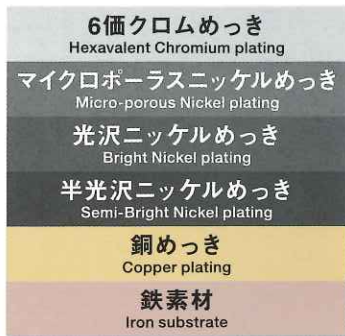 6価クロムめっき
Hexavalent Chromium plating
マイクロポーラスニッケルめっき
Micro-porous Nickel plating
光沢ニッケルめっき
Bright Nickel plating
半光沢ニッケルめっき
Semi-Bright Nickel plating
銅めっき
Copper plating
鉄素材
Iron substrate